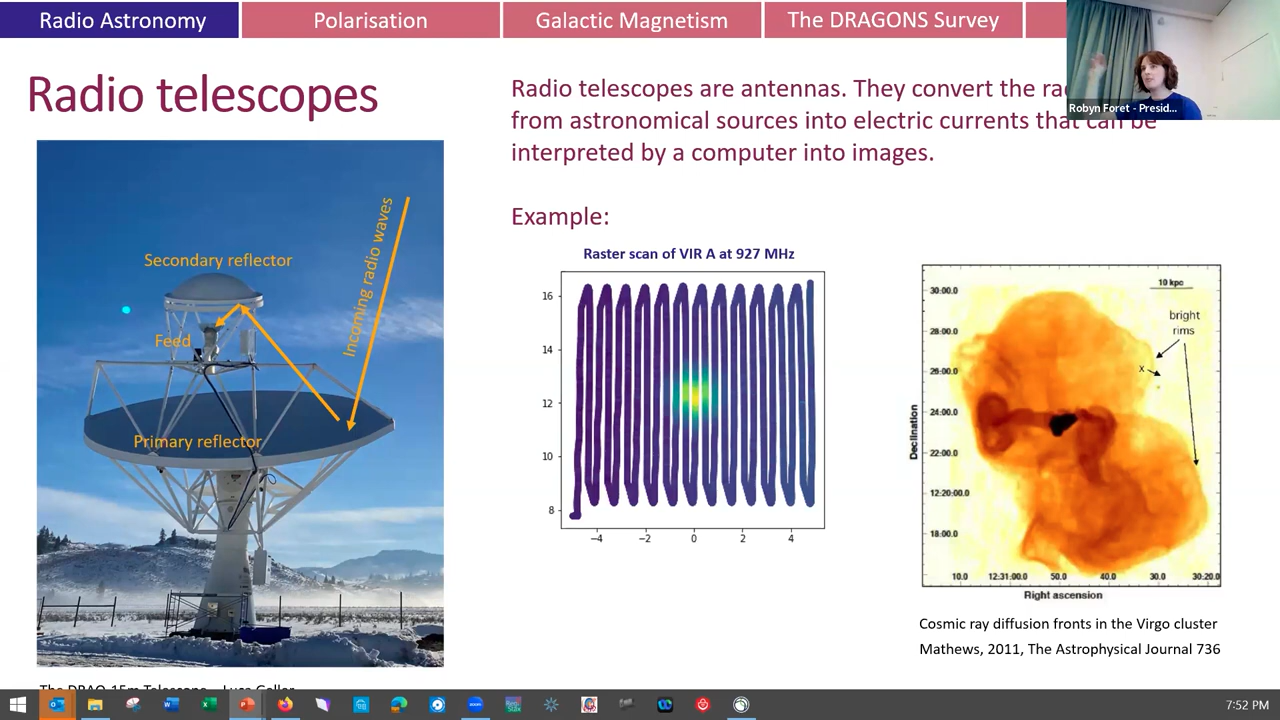 Radio Astronomy
Polarisation
Galactic Magnetism
The DRAGONS Survey
Robyn Foret - Presid...
Radio telescopes
Radio telescopes are antennas. They convert the ra
from astronomical sources into electric currents that can be
interpreted by a computer into images.
Example:
Secondary reflector
Incoming radio waves
Feed
Primary reflector
Raster scan of VIR A at 927 MHz
16
14
12
10
8
−4
−2
0
2
4
10 kpc
bright
rims
x
30:00.0
28:00.0
26:00.0
24:00.0
22:00.0
12:20:00.0
18:00.0
Declination
10.0
12:31:00.0
50.0
40.0
30.0
30:20.0
Right ascension
Cosmic ray diffusion fronts in the Virgo cluster
Mathews, 2011, The Astrophysical Journal 736
The DRAO 15m Telescope
7:52 PM